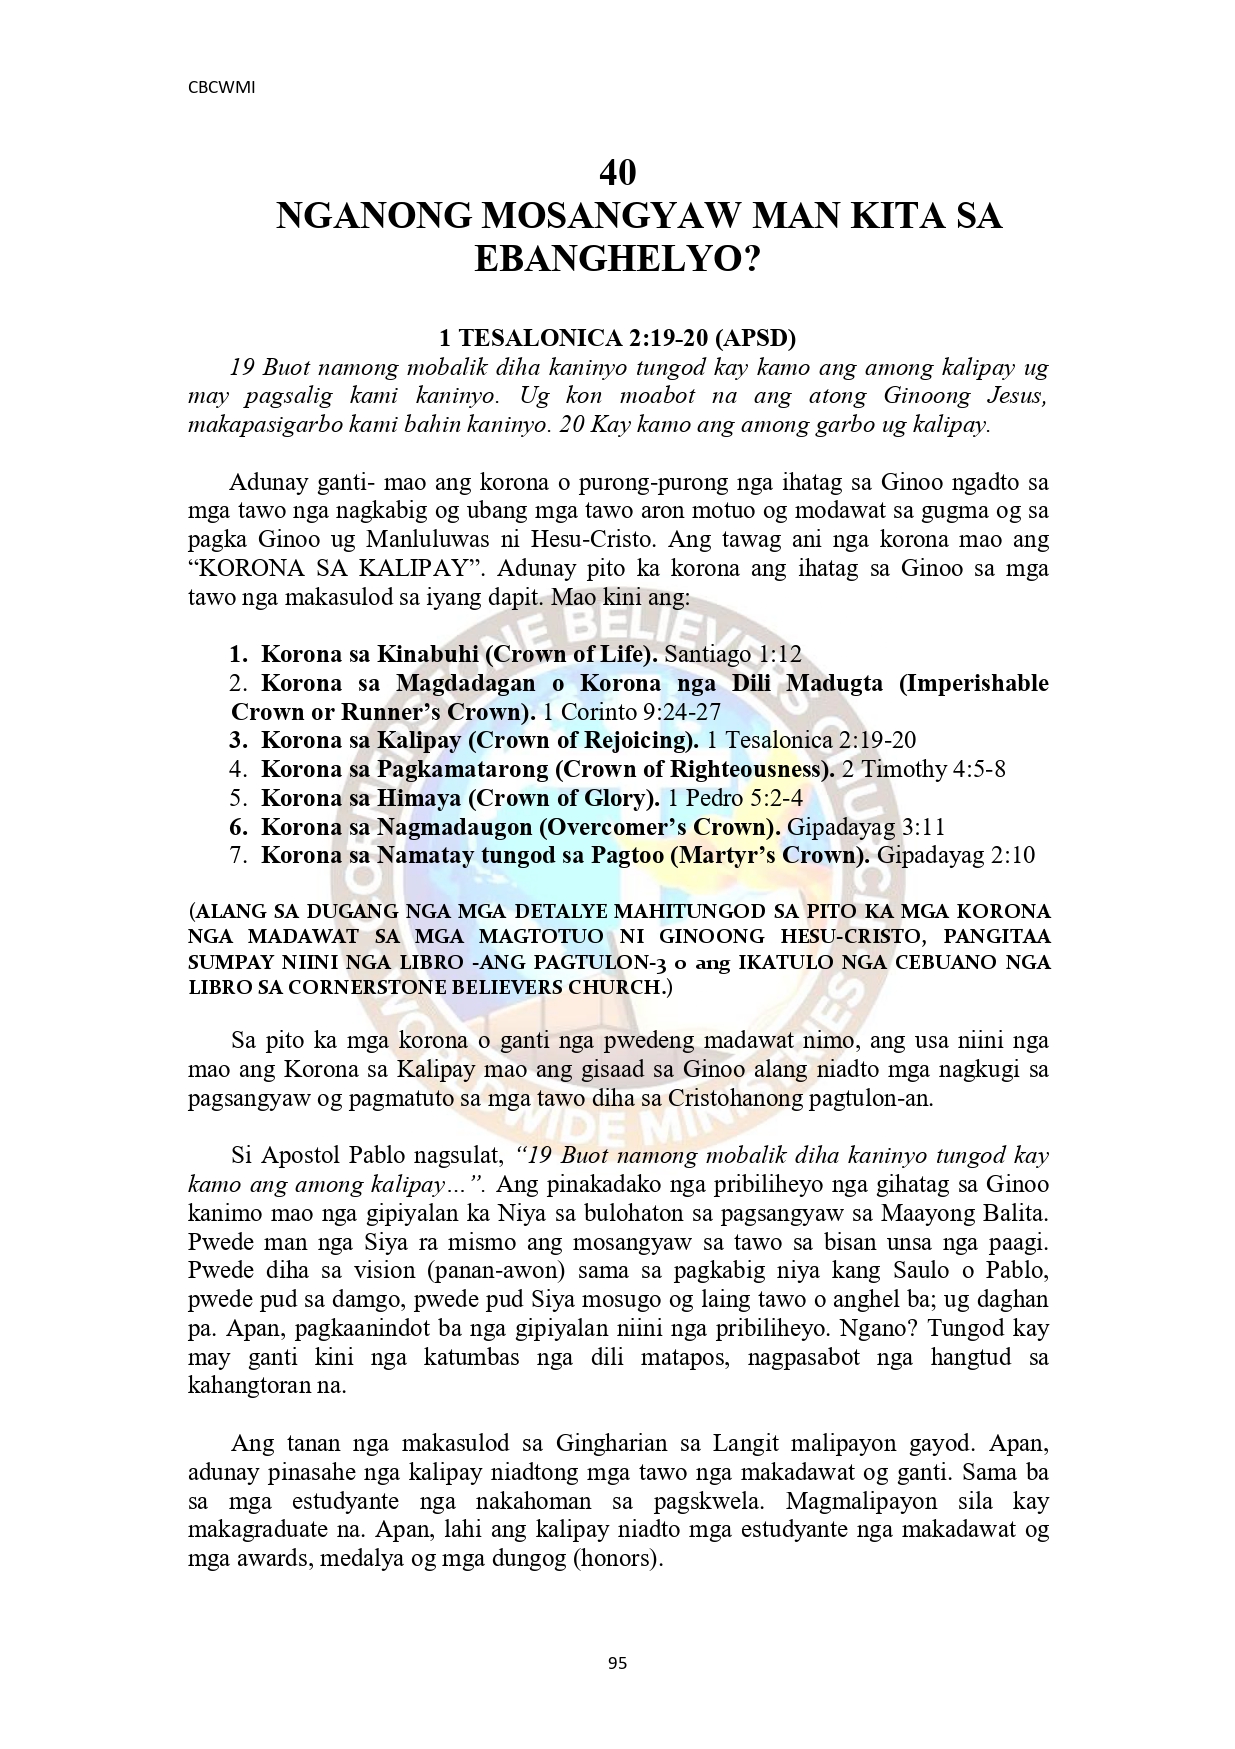 CBCWMI
40
NGANONG MOSANGYAW MAN KITA SA
EBANGHELYO?
1 TESALONICA 2:19-20 (APSD)
19 Buot namong mobalik diha kaninyo tungod kay kamo ang among kalipay ug
may pagsalig kami kaninyo. Ug kon moabot na ang atong Ginoong Jesus,
makapasigarbo kami bahin kaninyo. 20 Kay kamo ang among garbo ug kalipay.
Adunay ganti- mao ang korona o purong-purong nga ihatag sa Ginoo ngadto sa
mga tawo nga nagkabig og ubang mga tawo aron motuo og modawat sa gugma og sa
pagka Ginoo ug Manluluwas ni Hesu-Cristo. Ang tawag ani nga korona mao ang
“KORONA SA KALIPAY”. Adunay pito ka korona ang ihatag sa Ginoo sa mga
tawo nga makasulod sa iyang dapit. Mao kini ang:
1. Korona sa Kinabuhi (Crown of Life). Santiago 1:12
2. Korona sa Magdadagan o Korona nga Dili Madugta (Imperishable
Crown or Runner’s Crown). 1 Corinto 9:24-27
3. Korona sa Kalipay (Crown of Rejoicing). 1 Tesalonica 2:19-20
4. Korona sa Pagkamatarong (Crown of Righteousness). 2 Timothy 4:5-8
5. Korona sa Himaya (Crown of Glory). 1 Pedro 5:2-4
6. Korona sa Nagmadaugon (Overcomer’s Crown). Gipadayag 3:11
7. Korona sa Namatay tungod sa Pagtoo (Martyr’s Crown). Gipadayag 2:10
(ALANG SA DUGANG NGA MGA DETALYE MAHITUNGOD SA PITO KA MGA KORONA
NGA MADAWAT SA MGA MAGTOTUO NI GINOONG HESU-CRISTO, PANGITAA
SUMPAY NIINI NGA LIBRO -ANG PAGTULON-3 o ang IKATULO NGA CEBUANO NGA
LIBRO SA CORNERSTONE BELIEVERS CHURCH.)
Sa pito ka mga korona o ganti nga pwedeng madawat nimo, ang usa niini nga
mao ang Korona sa Kalipay mao ang gisaad sa Ginoo alang niadto mga nagkugi sa
pagsangyaw og pagmatuto sa mga tawo diha sa Cristohanong pagtulon-an.
Si Apostol Pablo nagsulat, “19 Buot namong mobalik diha kaninyo tungod kay
kamo ang among kalipay…”. Ang pinakadako nga pribiliheyo nga gihatag sa Ginoo
kanimo mao nga gipiyalan ka Niya sa bulohaton sa pagsangyaw sa Maayong Balita.
Pwede man nga Siya ra mismo ang mosangyaw sa tawo sa bisan unsa nga paagi.
Pwede diha sa vision (panan-awon) sama sa pagkabig niya kang Saulo o Pablo,
pwede pud sa damgo, pwede pud Siya mosugo og laing tawo o anghel ba; ug daghan
pa. Apan, pagkaanindot ba nga gipiyalan niini nga pribiliheyo. Ngano? Tungod kay
may ganti kini nga katumbas nga dili matapos, nagpasabot nga hangtud sa
kahangtoran na.
Ang tanan nga makasulod sa Gingharian sa Langit malipayon gayod. Apan,
adunay pinasahe nga kalipay niadtong mga tawo nga makadawat og ganti. Sama ba
sa mga estudyante nga nakahoman sa pagskwela. Magmalipayon sila kay
makagraduate na. Apan, lahi ang kalipay niadto mga estudyante nga makadawat og
mga awards, medalya og mga dungog (honors).
95
CORNERSTONE BELIEVERS CHURCH
WORLDWIDE MINISTRIES